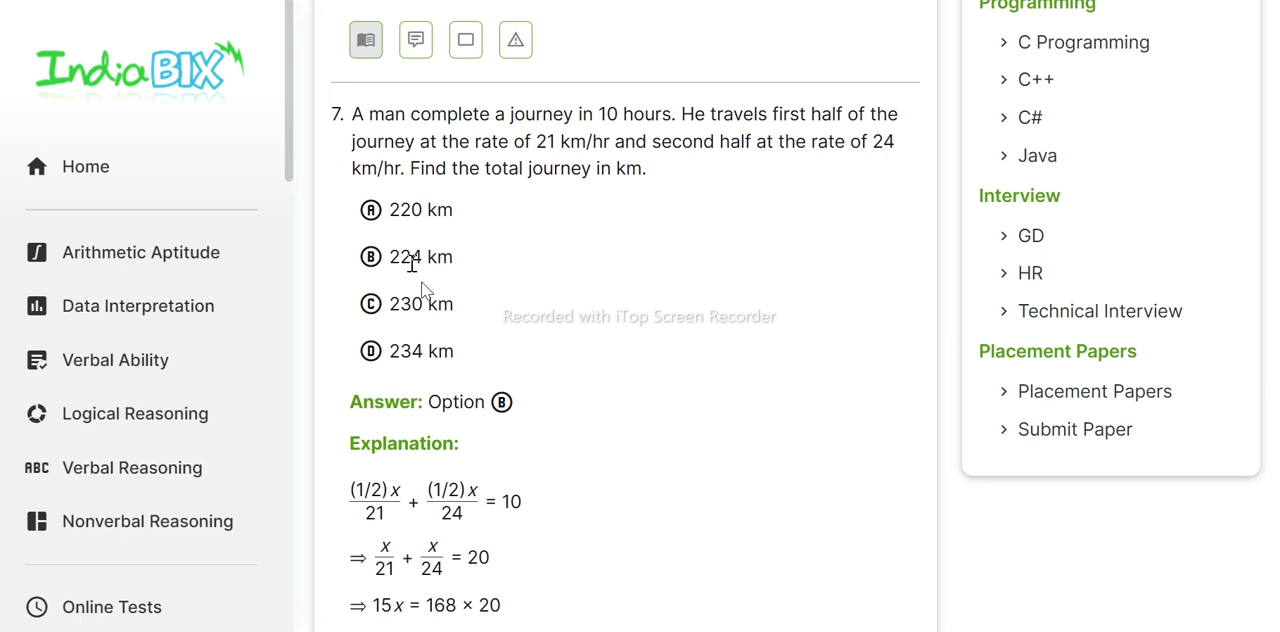 IndiaBIX
Home
Arithmetic Aptitude
Data Interpretation
Verbal Ability
Logical Reasoning
ABC Verbal Reasoning
Nonverbal Reasoning
Online Tests
7. A man complete a journey in 10 hours. He travels first half of the
journey at the rate of 21 km/hr and second half at the rate of 24
km/hr. Find the total journey in km.
A 220 km
B 224 km
C 230 km
D 234 km
Recorded with iTop Screen Recorder
Answer: Option B
Explanation:
(1/2)x/21 + (1/2)x/24 = 10
⇒ x/21 + x/24 = 20
⇒ 15x = 168 × 20
Programming
› C Programming
› C++
› C#
› Java
Interview
› GD
› HR
› Technical Interview
Placement Papers
› Placement Papers
› Submit Paper